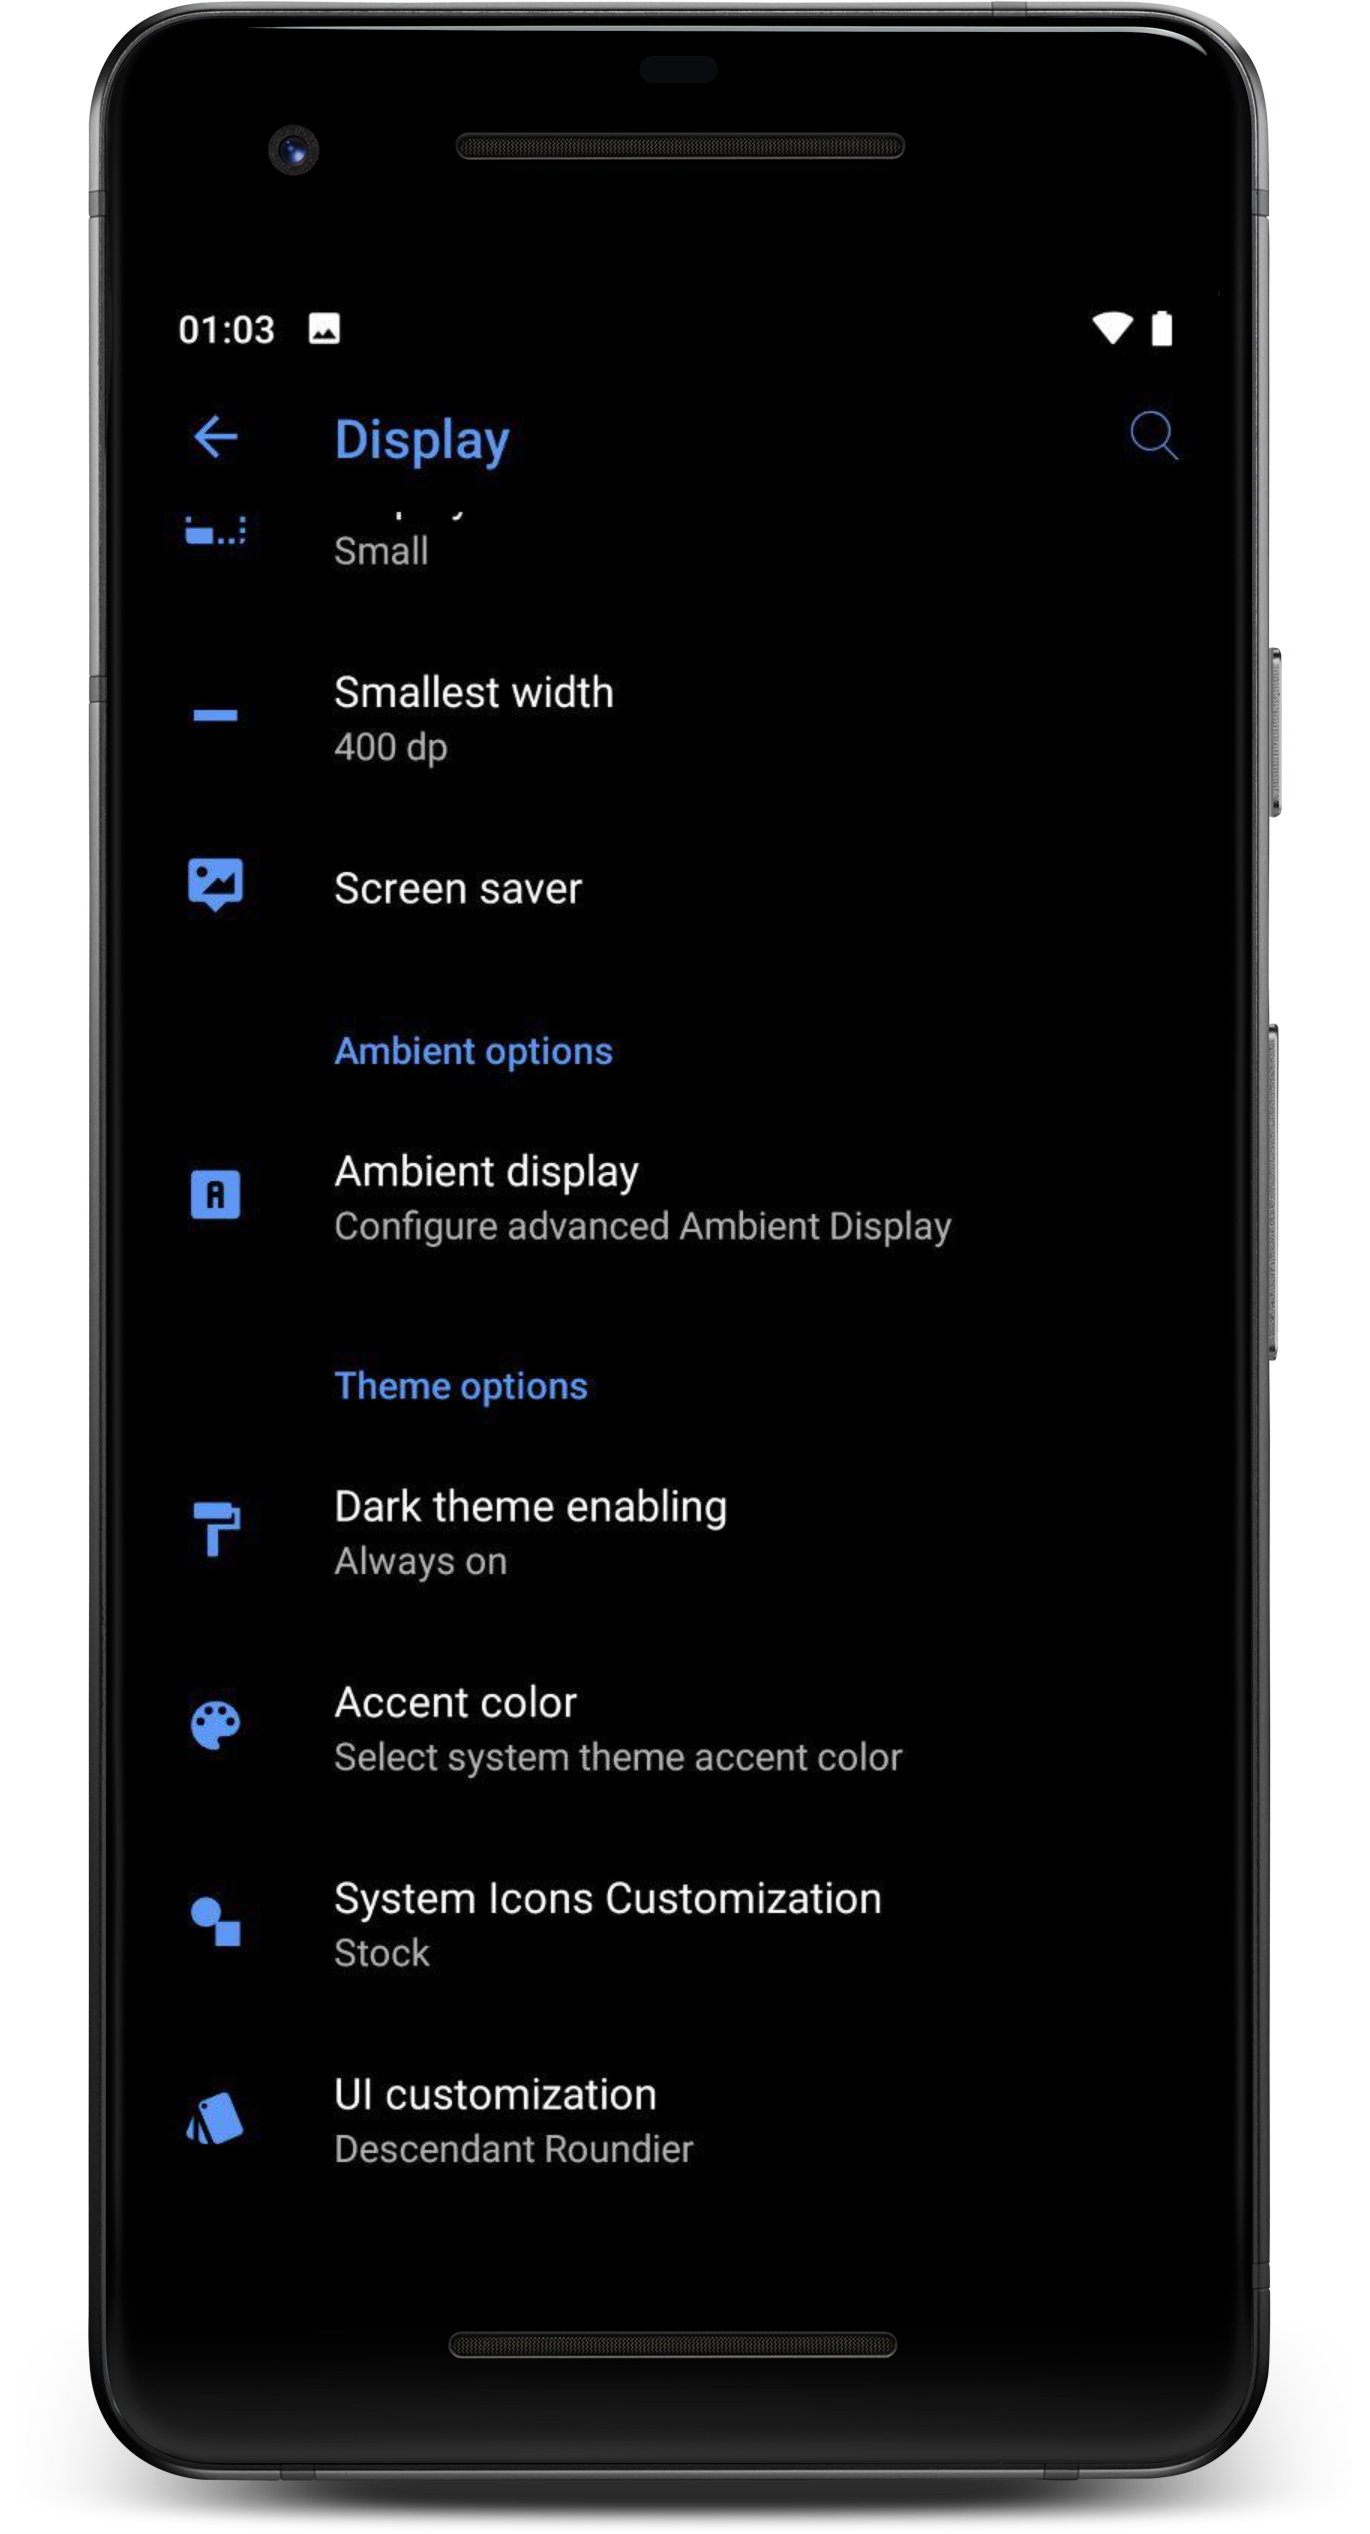 01:03
Display
Small
Smallest width
400 dp
Screen saver
Ambient options
Ambient display
Configure advanced Ambient Display
Theme options
Dark theme enabling
Always on
Accent color
Select system theme accent color
System Icons Customization
Stock
UI customization
Descendant Roundier